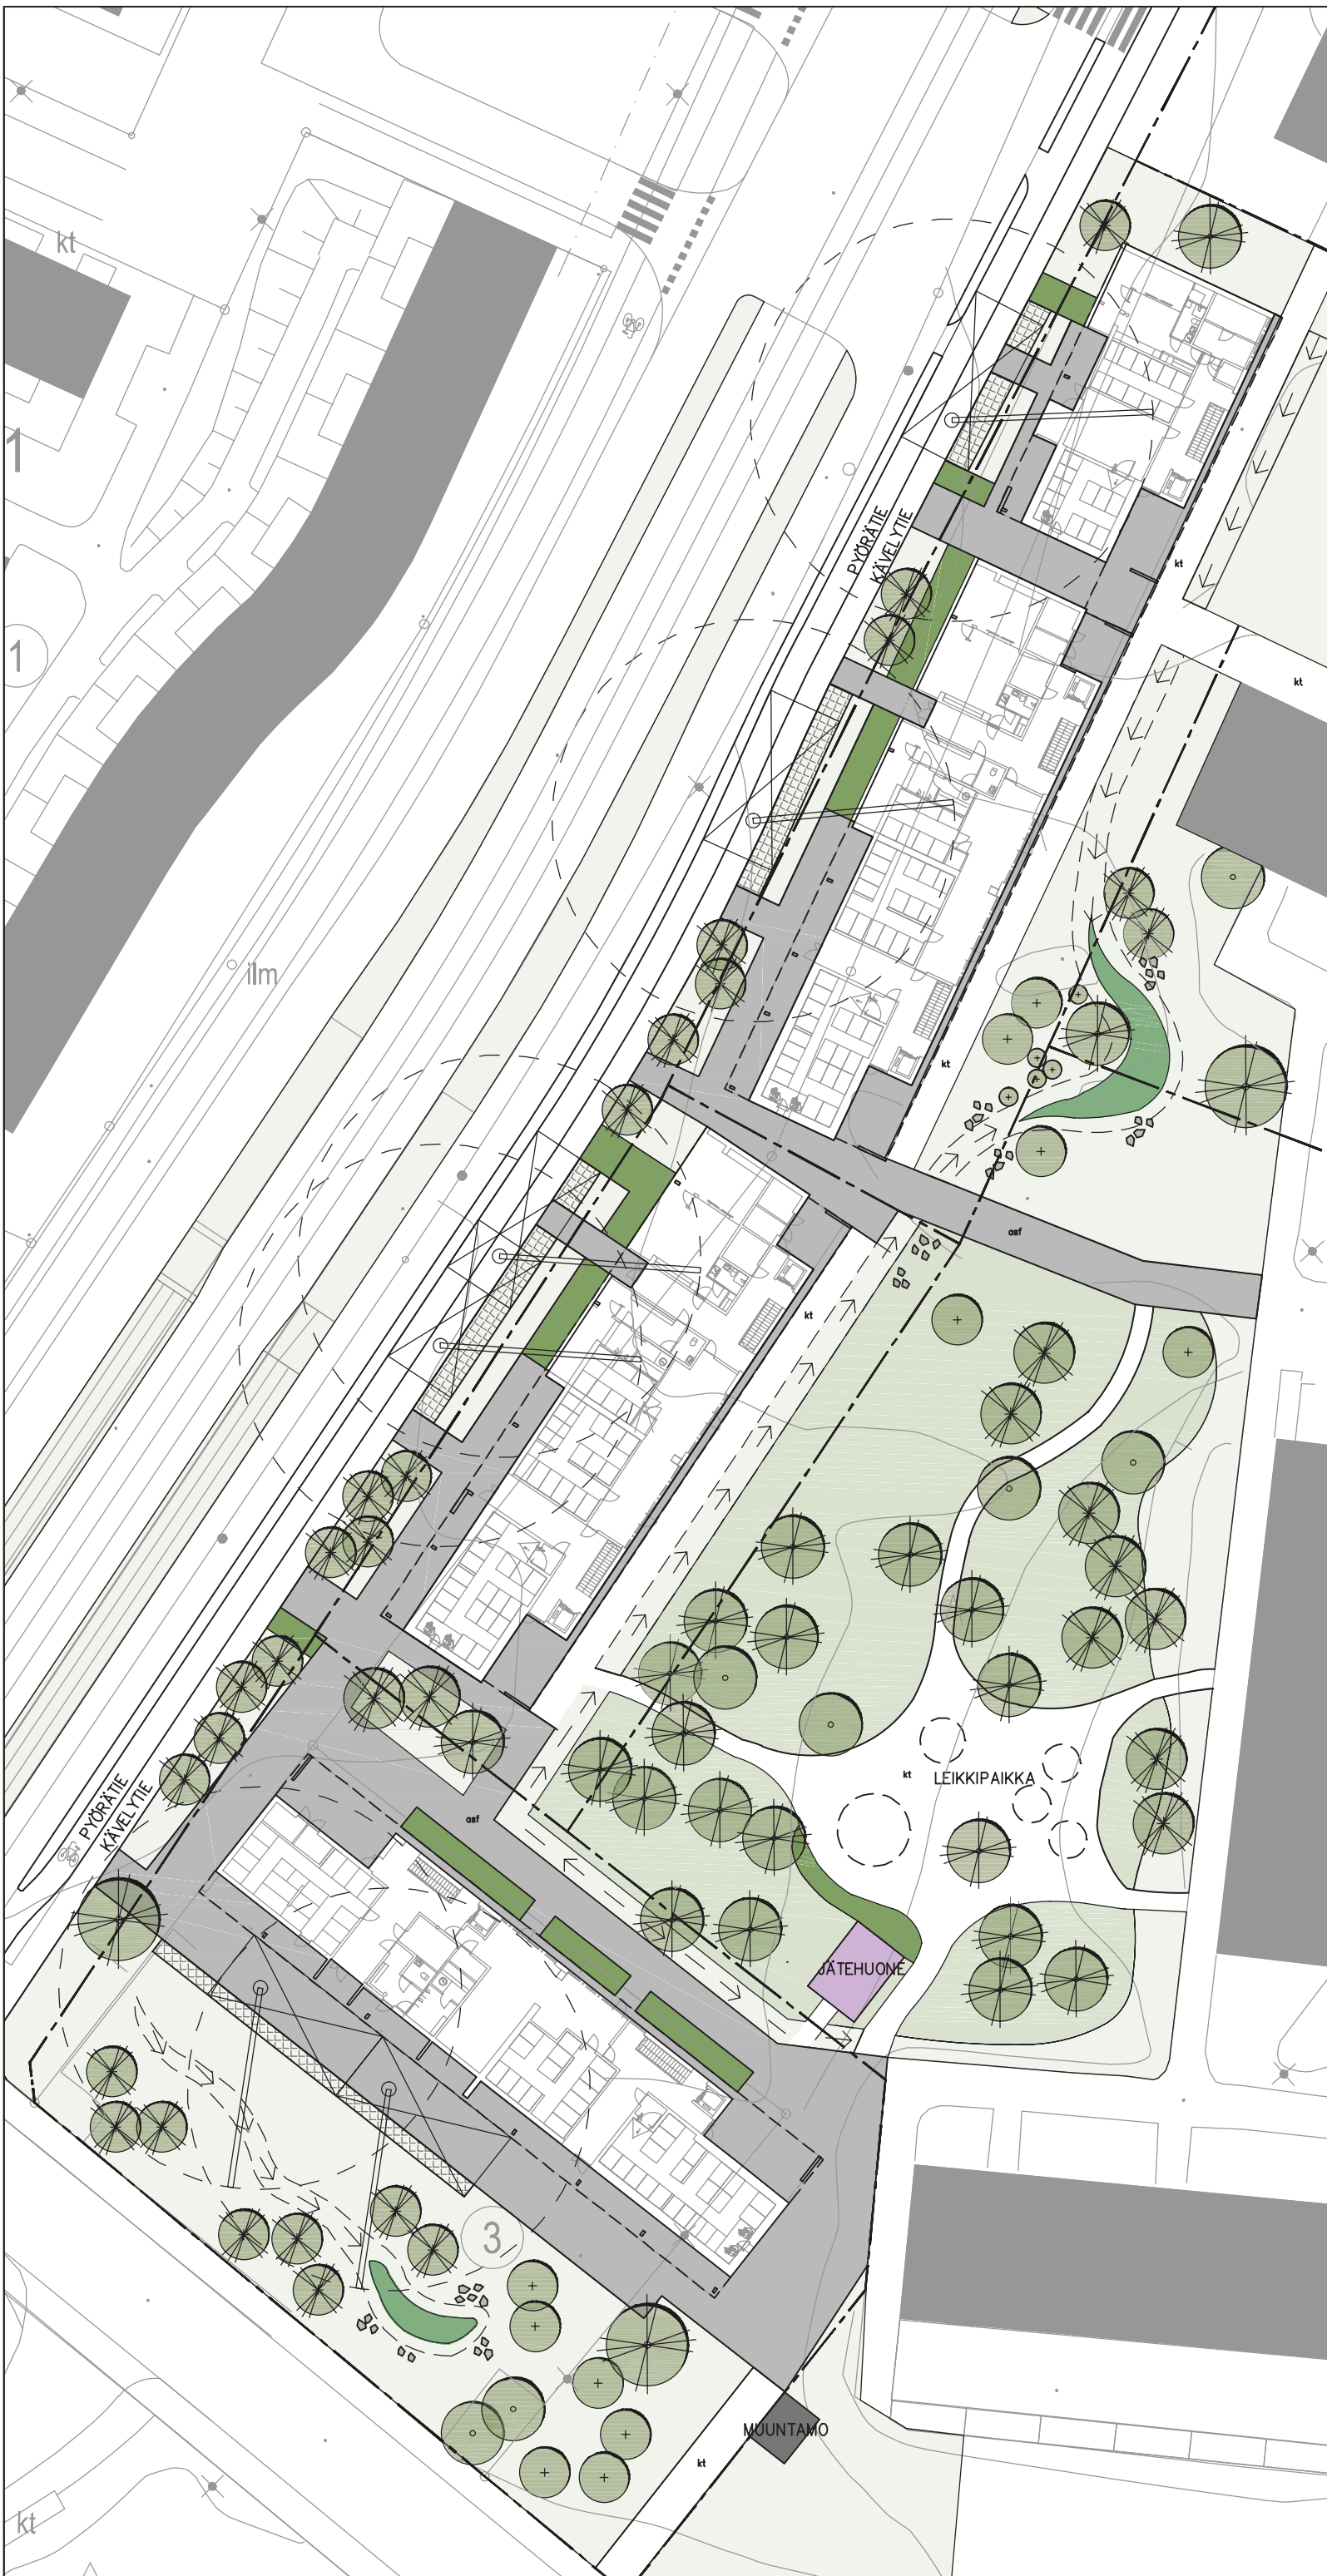 kt
1
PYÖRÄTIE
KÄVELYTIE
kt
1
kt
ilm
kt
asf
kt
LEIKKIPAIKKA
kt
PYÖRÄTIE
KÄVELYTIE
asf
JÄTEHUONE
3
MUUNTAMO
kt
kt